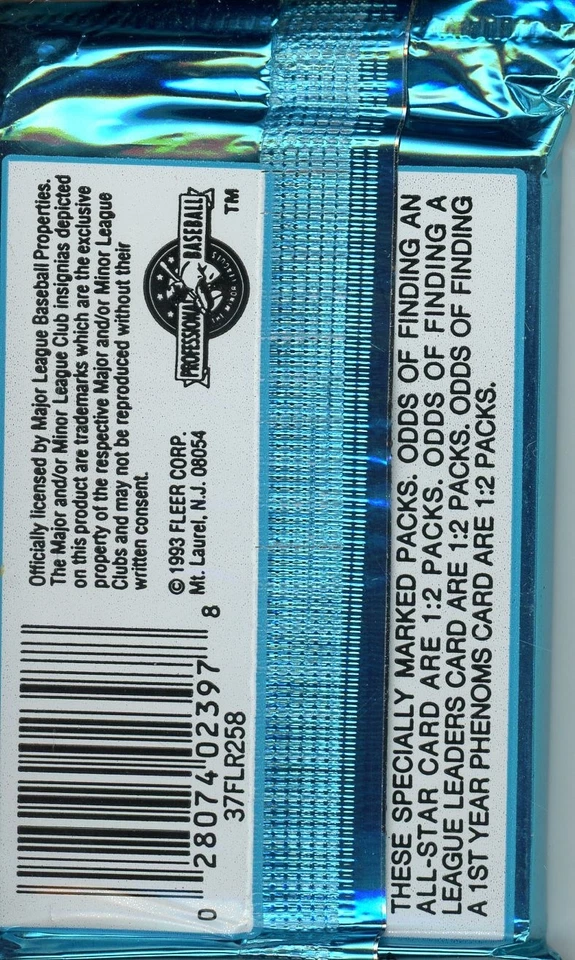 Officially licensed by Major League Baseball Properties.
The Major and/or Minor League Club insignias depicted
on this product are trademarks which are the exclusive
property of the respective Major and/or Minor League
Clubs and may not be reproduced without their
written consent.
PROFESSIONAL BASEBALL
TM
© 1993 FLEER CORP.
Mt. Laurel, N.J. 08054
0 28074 02397 8
37FLR258
THESE SPECIALLY MARKED PACKS. ODDS OF FINDING AN
ALL-STAR CARD ARE 1:2 PACKS. ODDS OF FINDING A
LEAGUE LEADERS CARD ARE 1:2 PACKS. ODDS OF FINDING
A 1ST YEAR PHENOMS CARD ARE 1:2 PACKS.